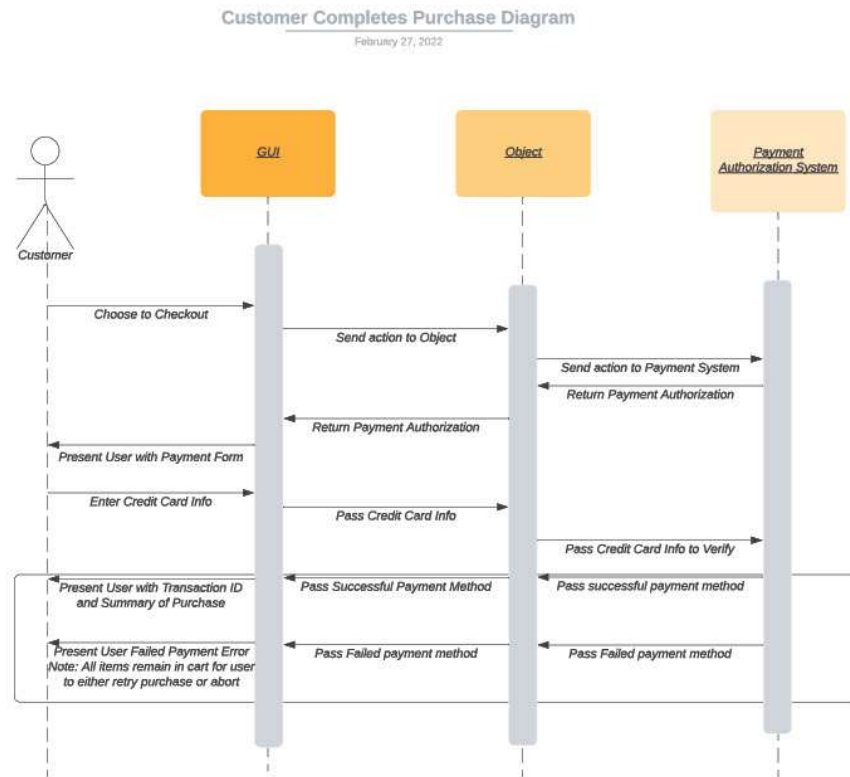 Customer Completes Purchase Diagram
February 27, 2022
GUI
Object
Payment
Authorization System
Customer
Choose to Checkout
Send action to Object
Send action to Payment System
Return Payment Authorization
Return Payment Authorization
Present User with Payment Form
Enter Credit Card Info
Pass Credit Card Info
Pass Credit Card Info to Verify
Present User with Transaction ID
and Summary of Purchase
Pass Successful Payment Method
Pass successful payment method
Present User Failed Payment Error
Note: All items remain in cart for user
to either retry purchase or abort
Pass Failed payment method
Pass Failed payment method